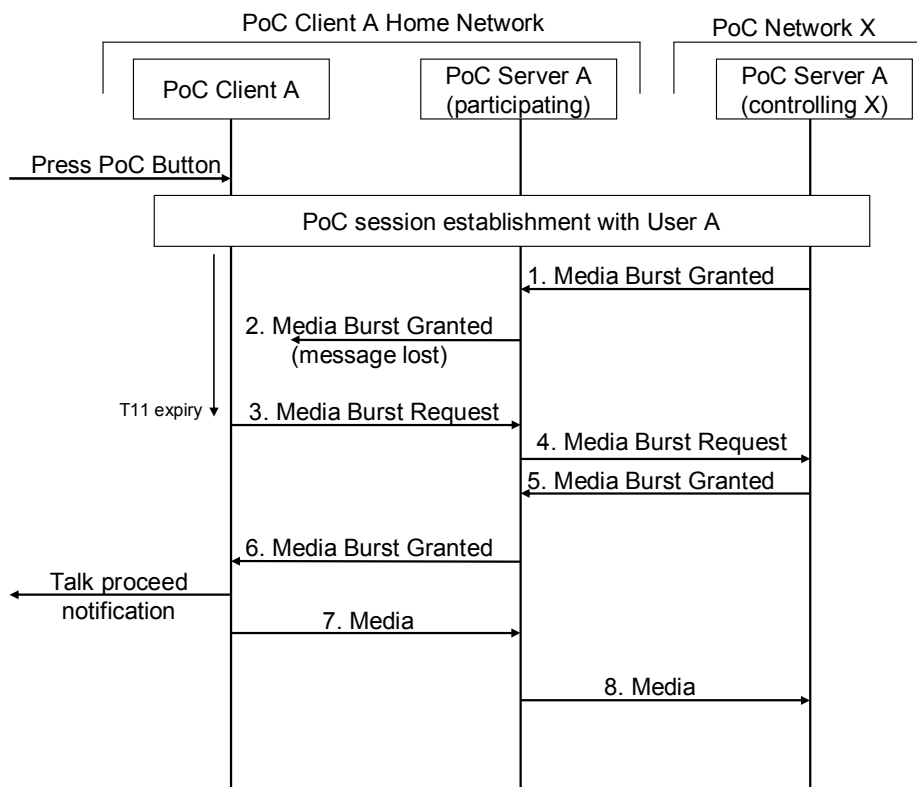 PoC Client A Home Network
PoC Network X
PoC Client A
PoC Server A
(participating)
PoC Server A
(controlling X)
Press PoC Button
PoC session establishment with User A
1. Media Burst Granted
2. Media Burst Granted
(message lost)
T11 expiry
3. Media Burst Request
4. Media Burst Request
5. Media Burst Granted
6. Media Burst Granted
Talk proceed
notification
7. Media
8. Media